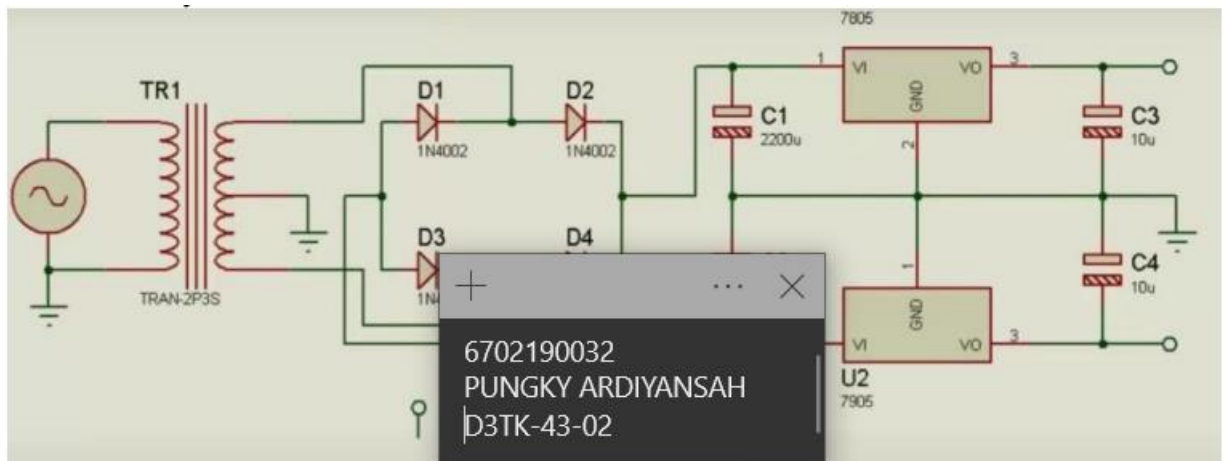 7805
TR1
TRAN-2P3S
D1
1N4002
D2
1N4002
1
VI
VO
3
GND
2
C1
2200u
C3
10u
D3
D4
1
GND
VI
VO
3
U2
7905
C4
10u
6702190032
PUNGKY ARDIYANSAH
D3TK-43-02